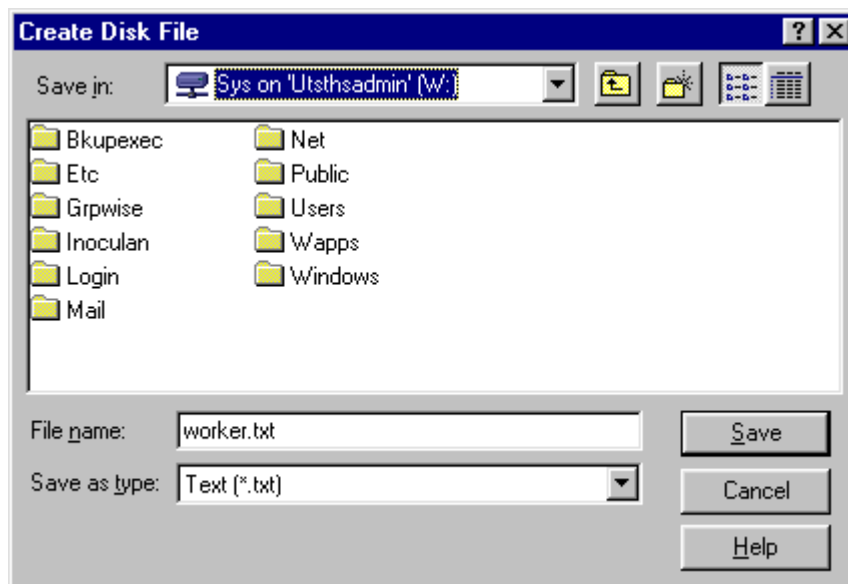 Create Disk File
Save in: Sys on 'Utsthsadmin' (W:)
Bkupexec
Etc
Grpwise
Inoculan
Login
Mail
Net
Public
Users
Wapps
Windows
File name: worker.txt Save
Save as type: Text (*.txt) Cancel
Help